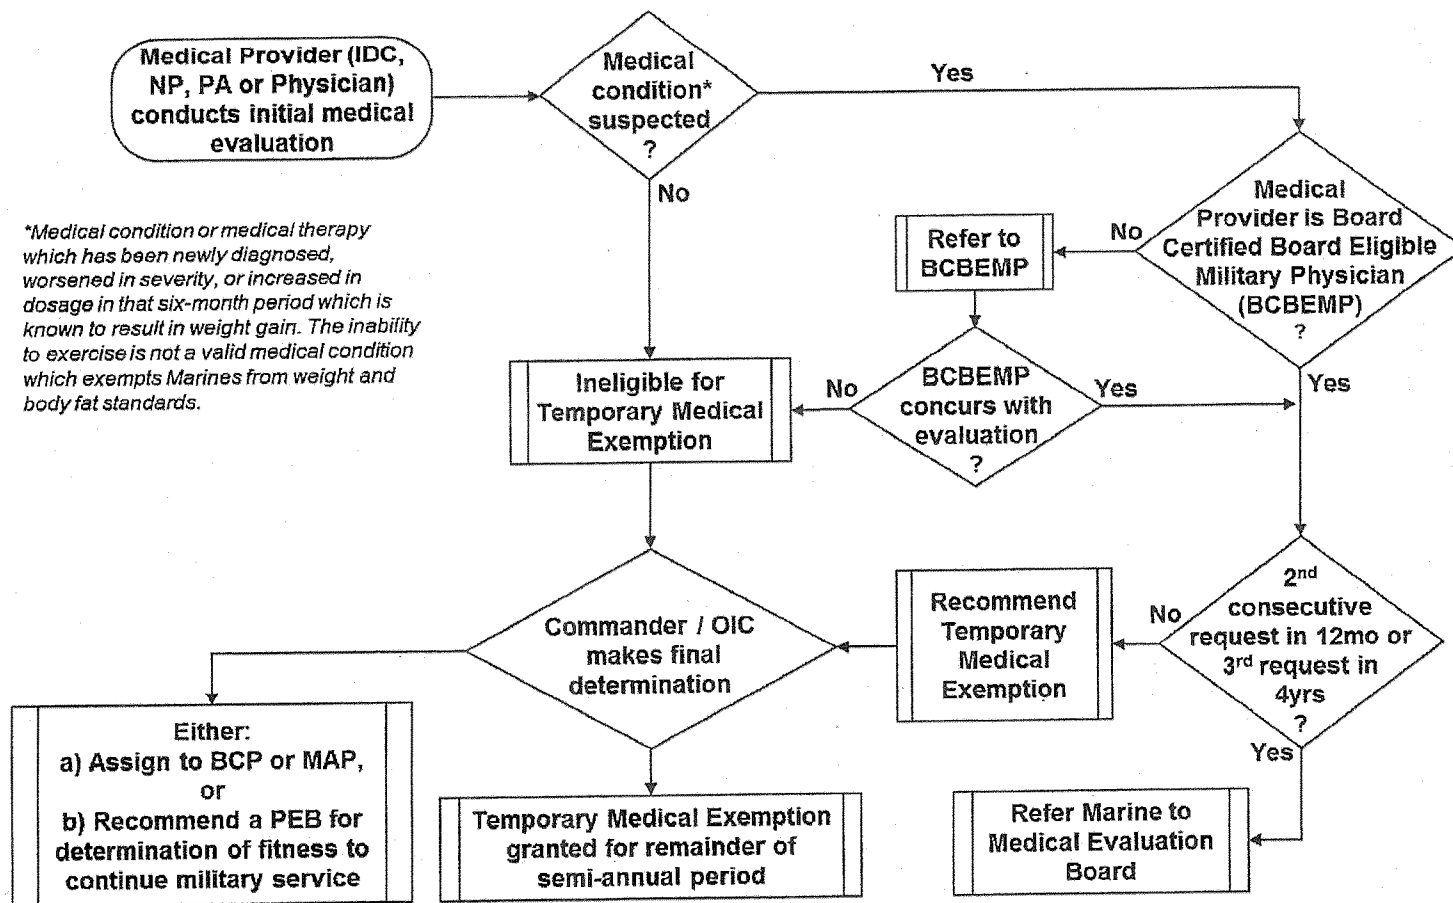 Medical Provider (IDC,
NP, PA or Physician)
conducts initial medical
evaluation
Medical
condition*
suspected
?
Yes
No
*Medical condition or medical therapy
which has been newly diagnosed,
worsened in severity, or increased in
dosage in that six-month period which is
known to result in weight gain. The inability
to exercise is not a valid medical condition
which exempts Marines from weight and
body fat standards.
Medical
Provider is Board
Certified Board Eligible
Military Physician
(BCBEMP)
?
No
Yes
Refer to
BCBEMP
BCBEMP
concurs with
evaluation
?
No
Yes
Ineligible for
Temporary Medical
Exemption
2nd
consecutive
request in 12mo or
3rd request in
4yrs
?
No
Yes
Recommend
Temporary
Medical
Exemption
Commander / OIC
makes final
determination
Either:
a) Assign to BCP or MAP,
or
b) Recommend a PEB for
determination of fitness to
continue military service
Temporary Medical Exemption
granted for remainder of
semi-annual period
Refer Marine to
Medical Evaluation
Board